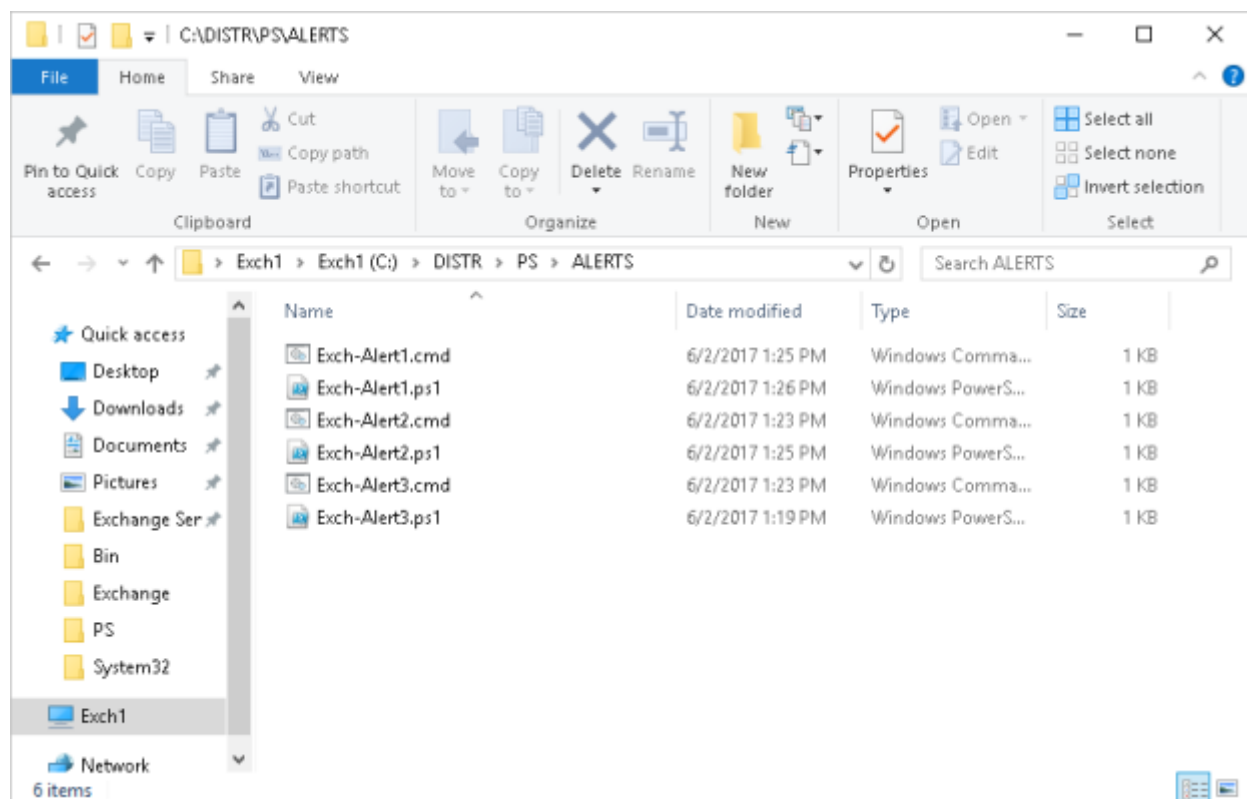 C:\DISTR\PS\ALERTS
File Home Share View
Pin to Quick access
Copy
Paste
Cut
Copy path
Paste shortcut
Move to
Copy to
Delete
Rename
New folder
Properties
Open
Edit
Select all
Select none
Invert selection
Clipboard Organize New Open Select
Exch1 > Exch1 (C:) > DISTR > PS > ALERTS
Search ALERTS
Quick access
Desktop
Downloads
Documents
Pictures
Exchange Ser
Bin
Exchange
PS
System32
Exch1
Network
Name Date modified Type Size
Exch-Alert1.cmd 6/2/2017 1:25 PM Windows Comma... 1 KB
Exch-Alert1.ps1 6/2/2017 1:26 PM Windows PowerS... 1 KB
Exch-Alert2.cmd 6/2/2017 1:23 PM Windows Comma... 1 KB
Exch-Alert2.ps1 6/2/2017 1:25 PM Windows PowerS... 1 KB
Exch-Alert3.cmd 6/2/2017 1:23 PM Windows Comma... 1 KB
Exch-Alert3.ps1 6/2/2017 1:19 PM Windows PowerS... 1 KB
6 items